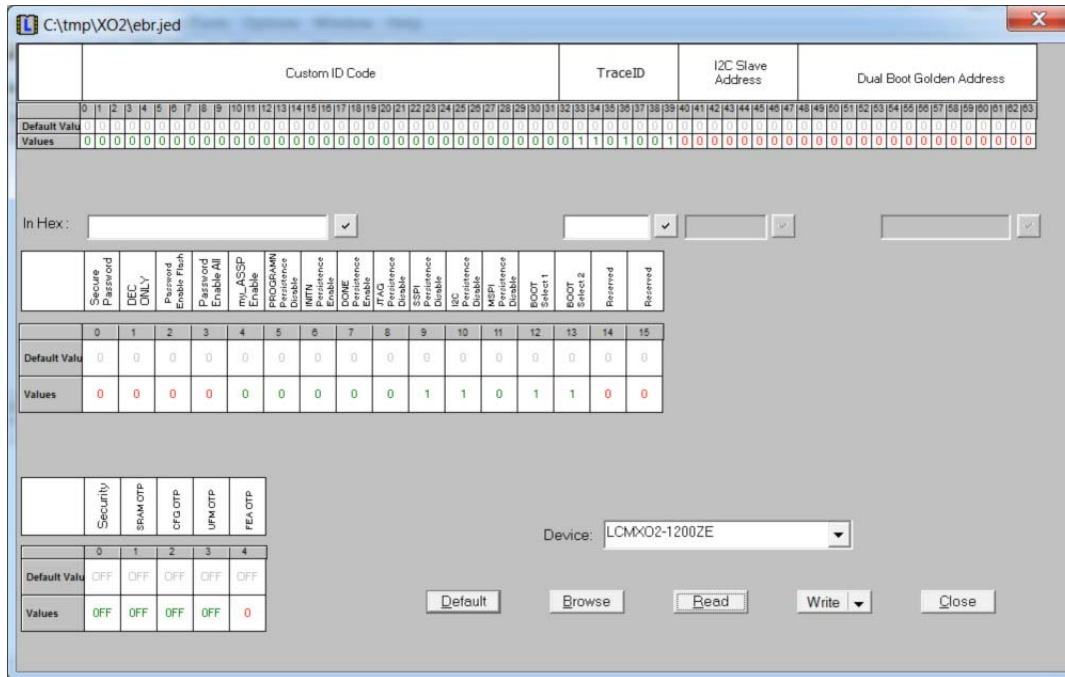 C:\tmp\XO2\ebr.jed
Custom ID Code TraceID I2C Slave Address Dual Boot Golden Address
0 1 2 3 4 5 6 7 8 9 10 11 12 13 14 15 16 17 18 19 20 21 22 23 24 25 26 27 28 29 30 31 32 33 34 35 36 37 38 39 40 41 42 43 44 45 46 47 48 49 50 51 52 53 54 55 56 57 58 59 60 61 62 63
Default Valu 0 0 0 0 0 0 0 0 0 0 0 0 0 0 0 0 0 0 0 0 0 0 0 0 0 0 0 0 0 0 0 0 0 0 0 0 0 0 0 0 0 0 0 0 0 0 0 0 0 0 0 0 0 0 0 0 0 0 0 0 0 0 0 0
Values 0 0 0 0 0 0 0 0 0 0 0 0 0 0 0 0 0 0 0 0 0 0 0 0 0 0 0 0 0 0 0 0 0 1 1 0 1 0 0 1 0 0 0 0 0 0 0 0 0 0 0 0 0 0 0 0 0 0 0 0 0 0 0 0
In Hex :
Secure Password DEC ONLY Password Enable Flash Password Enable All my_ASSP Enable PROGRAMN Persistence Disable INITN Persistence Enable DONE Persistence Enable JTAG Persistence Disable SSPI Persistence Disable I2C Persistence Disable MSPI Persistence Disable BOOT Select 1 BOOT Select 2 Reserved Reserved
0 1 2 3 4 5 6 7 8 9 10 11 12 13 14 15
Default Valu 0 0 0 0 0 0 0 0 0 0 0 0 0 0 0 0
Values 0 0 0 0 0 0 0 0 0 1 1 0 1 1 0 0
Security SRAM OTP CFG OTP UFM OTP FEA OTP
0 1 2 3 4
Default Valu OFF OFF OFF OFF OFF
Values OFF OFF OFF OFF 0
Device: LCMXO2-1200ZE
Default Browse Read Write Close